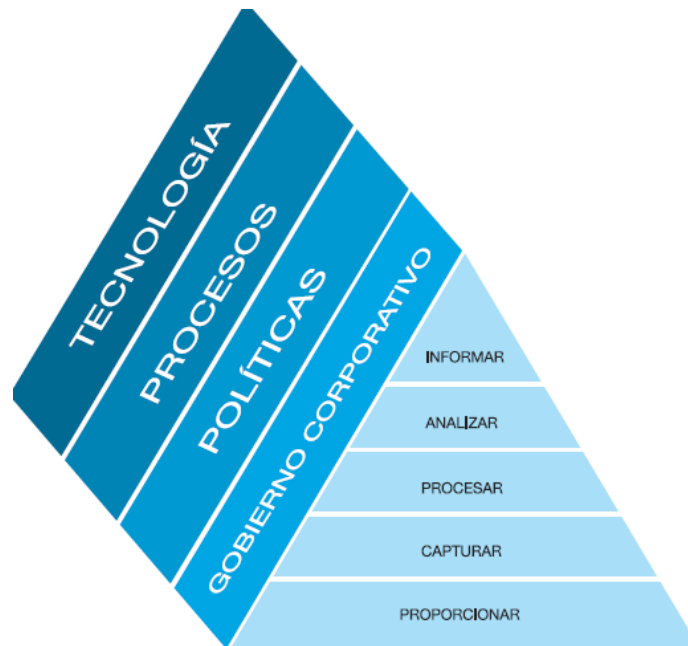 TECNOLOGÍA
PROCESOS
POLÍTICAS
GOBIERNO CORPORATIVO
INFORMAR
ANALIZAR
PROCESAR
CAPTURAR
PROPORCIONAR